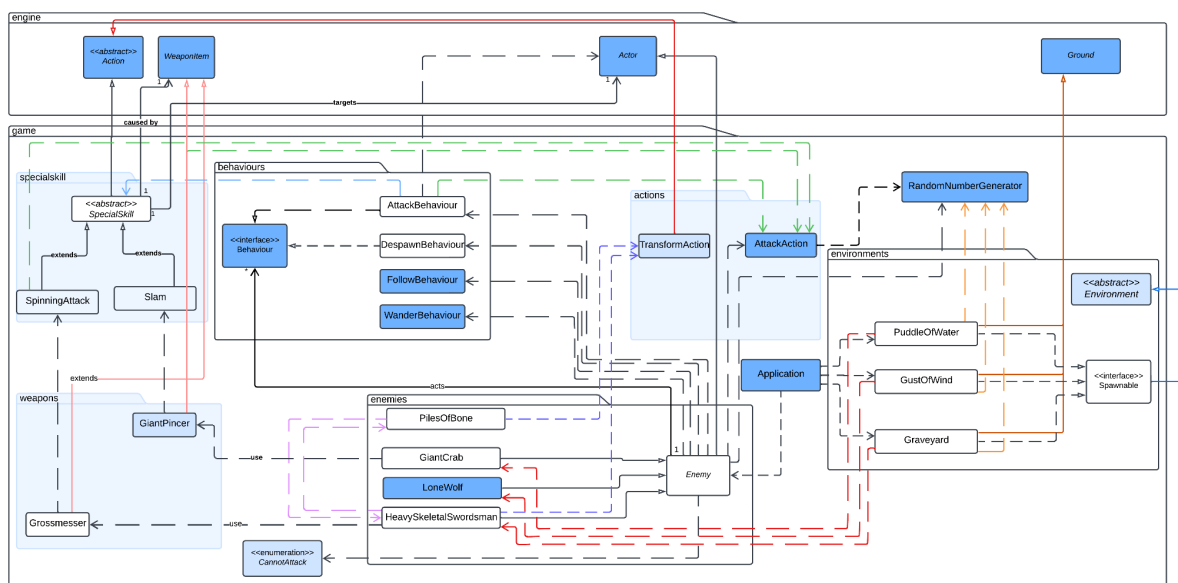 engine
<<abstract>>
Action
WeaponItem
Actor
Ground
1
1
targets
caused by
game
specialskill
behaviours
actions
RandomNumberGenerator
<<abstract>>
SpecialSkill
1
1
AttackBehaviour
<<interface>>
Behaviour
*
DespawnBehaviour
FollowBehaviour
WanderBehaviour
TransformAction
AttackAction
environments
<<abstract>>
Environment
extends
extends
SpinningAttack
Slam
PuddleOfWater
GustOfWind
Graveyard
<<interface>>
Spawnable
Application
extends
acts
weapons
GiantPincer
enemies
PilesOfBone
GiantCrab
LoneWolf
HeavySkeletalSwordsman
1
Enemy
use
use
Grossmesser
<<enumeration>>
CannotAttack